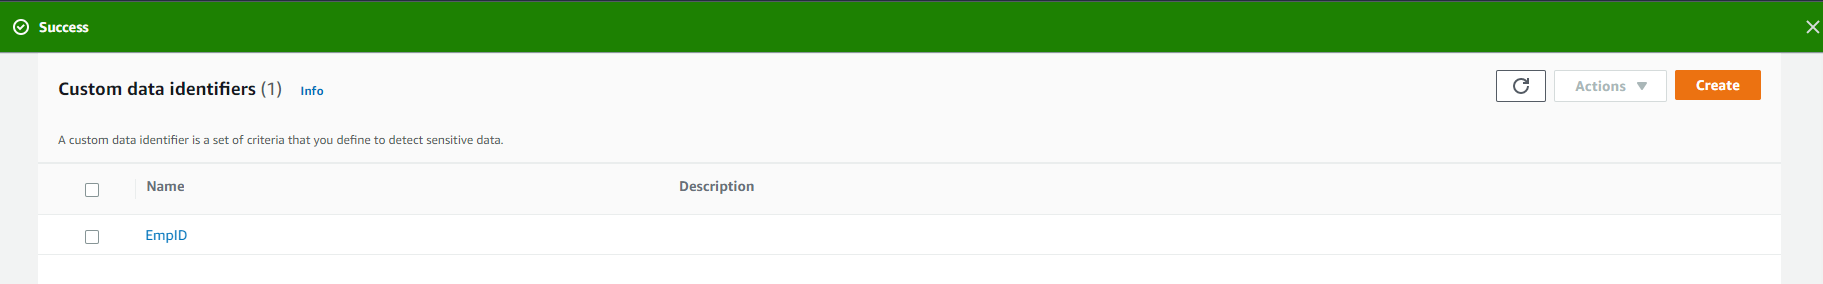 Success
Custom data identifiers (1) Info
Actions Create
A custom data identifier is a set of criteria that you define to detect sensitive data.
Name Description
EmpID